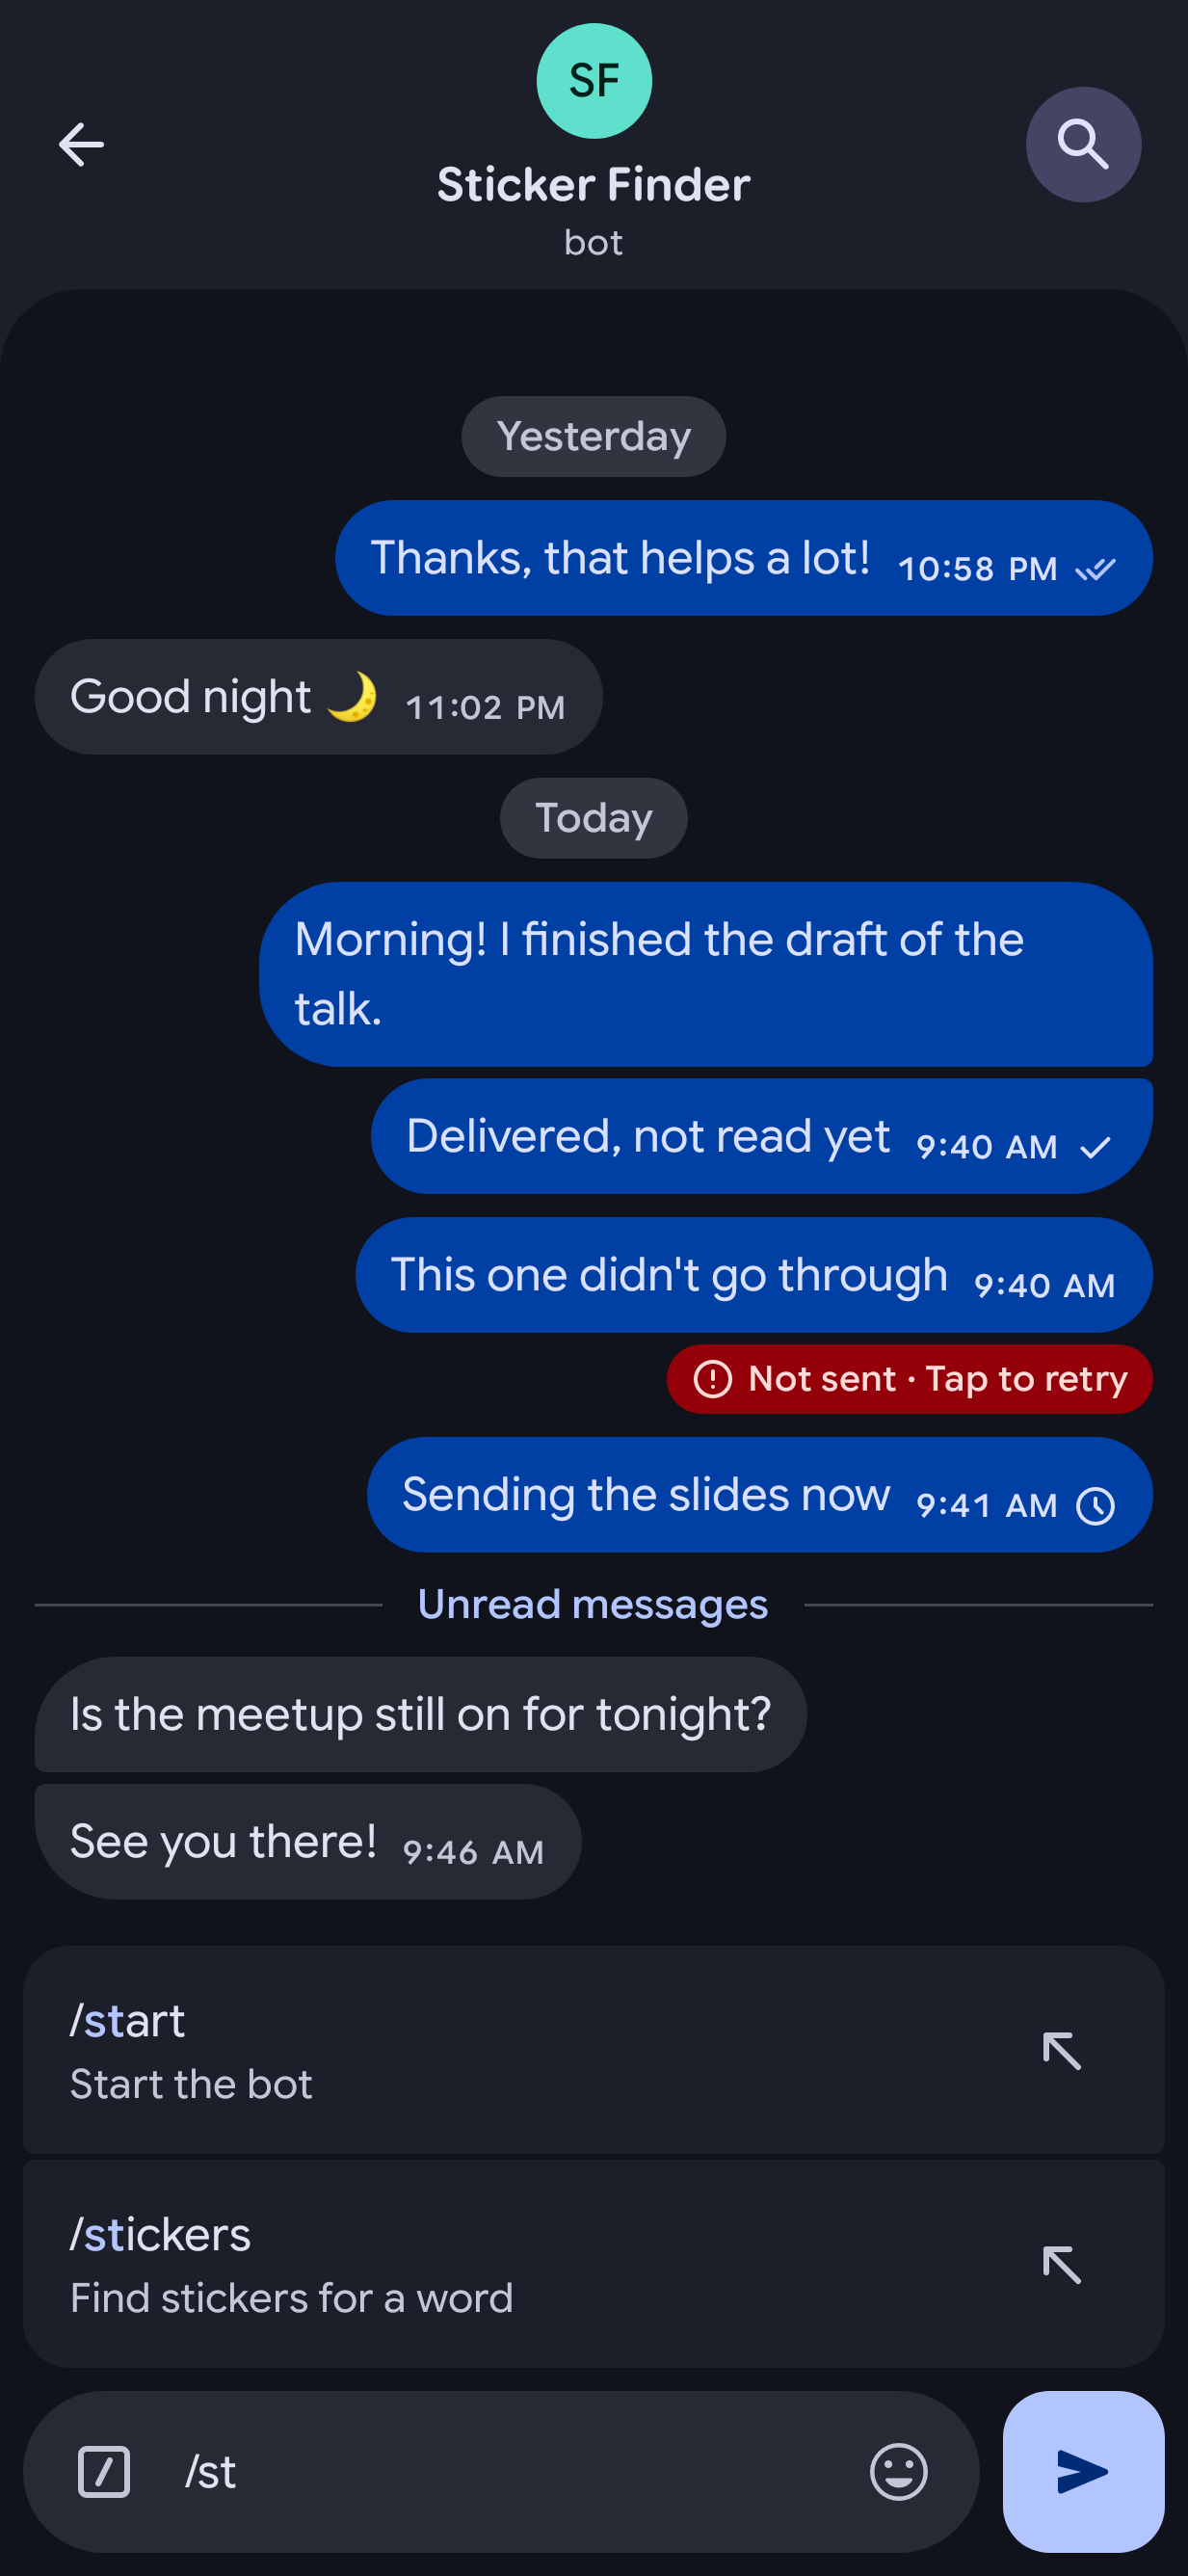 SF
Sticker Finder
bot
Yesterday
Thanks, that helps a lot! 10:58 PM
Good night 🌙 11:02 PM
Today
Morning! I finished the draft of the
talk.
Delivered, not read yet 9:40 AM
This one didn't go through 9:40 AM
Not sent · Tap to retry
Sending the slides now 9:41 AM
Unread messages
Is the meetup still on for tonight?
See you there! 9:46 AM
/start
Start the bot
/stickers
Find stickers for a word
/st